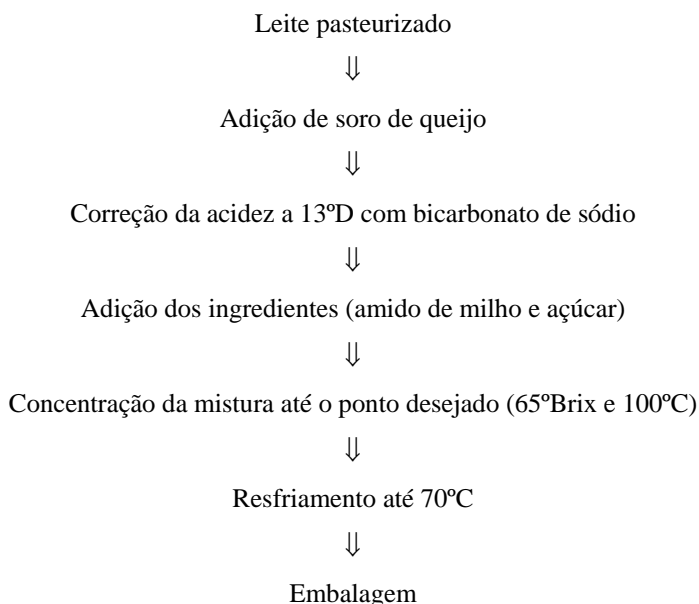 Leite pasteurizado
⇓
Adição de soro de queijo
⇓
Correção da acidez a 13ºD com bicarbonato de sódio
⇓
Adição dos ingredientes (amido de milho e açúcar)
⇓
Concentração da mistura até o ponto desejado (65ºBrix e 100ºC)
⇓
Resfriamento até 70ºC
⇓
Embalagem